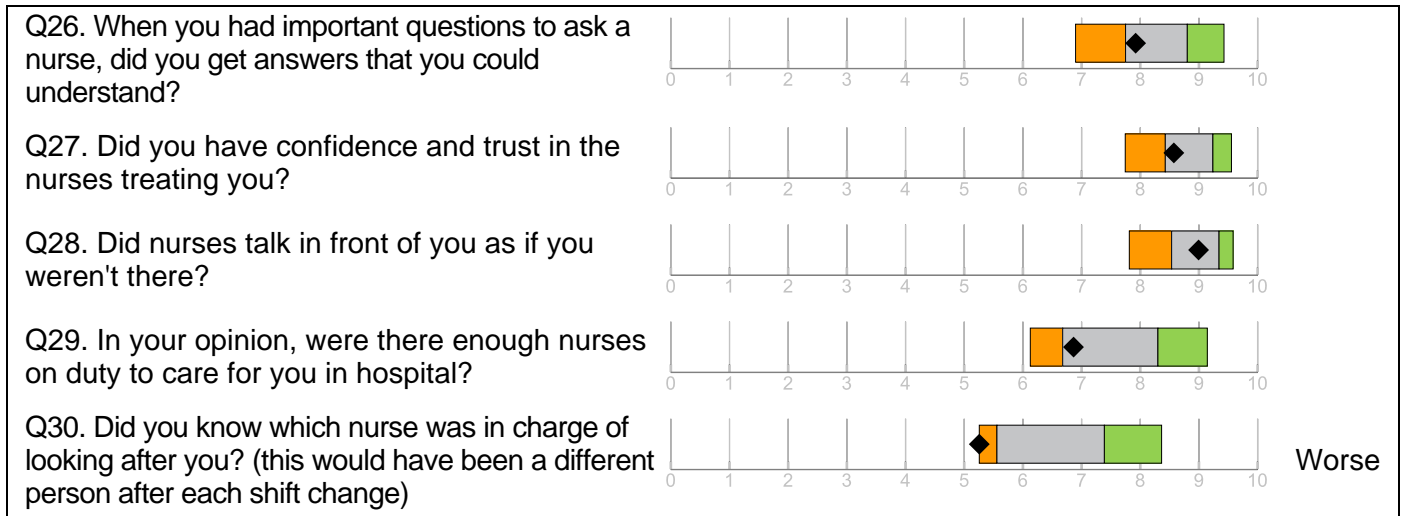 Q26. When you had important questions to ask a
nurse, did you get answers that you could
understand?
0 1 2 3 4 5 6 7 8 9 10
Q27. Did you have confidence and trust in the
nurses treating you?
0 1 2 3 4 5 6 7 8 9 10
Q28. Did nurses talk in front of you as if you
weren't there?
0 1 2 3 4 5 6 7 8 9 10
Q29. In your opinion, were there enough nurses
on duty to care for you in hospital?
0 1 2 3 4 5 6 7 8 9 10
Q30. Did you know which nurse was in charge of
looking after you? (this would have been a different
person after each shift change)
0 1 2 3 4 5 6 7 8 9 10
Worse